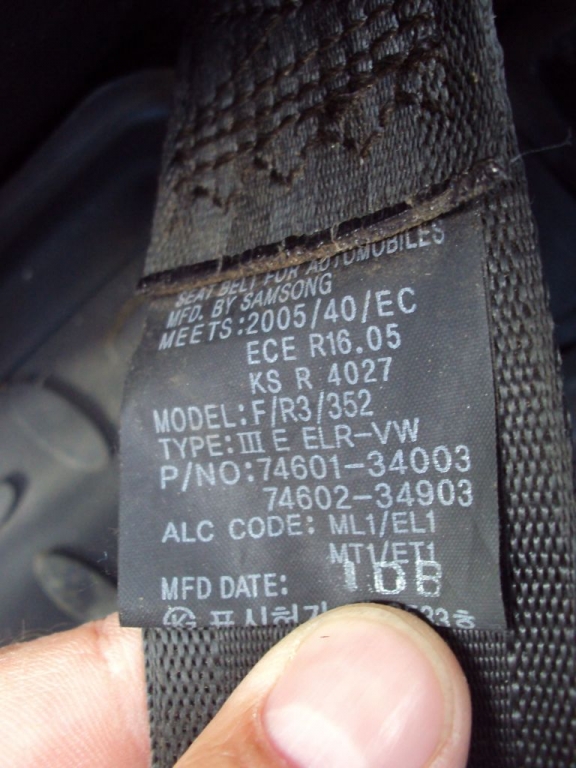 SEAT BELT FOR AUTOMOBILES
MFD. BY SAMSONG
MEETS:2005/40/EC
ECE R16.05
KS R 4027
MODEL:F/R3/352
TYPE:III E ELR-VW
P/NO:74601-34003
74602-34903
ALC CODE: ML1/EL1
MT1/ET1
MFD DATE: 10B